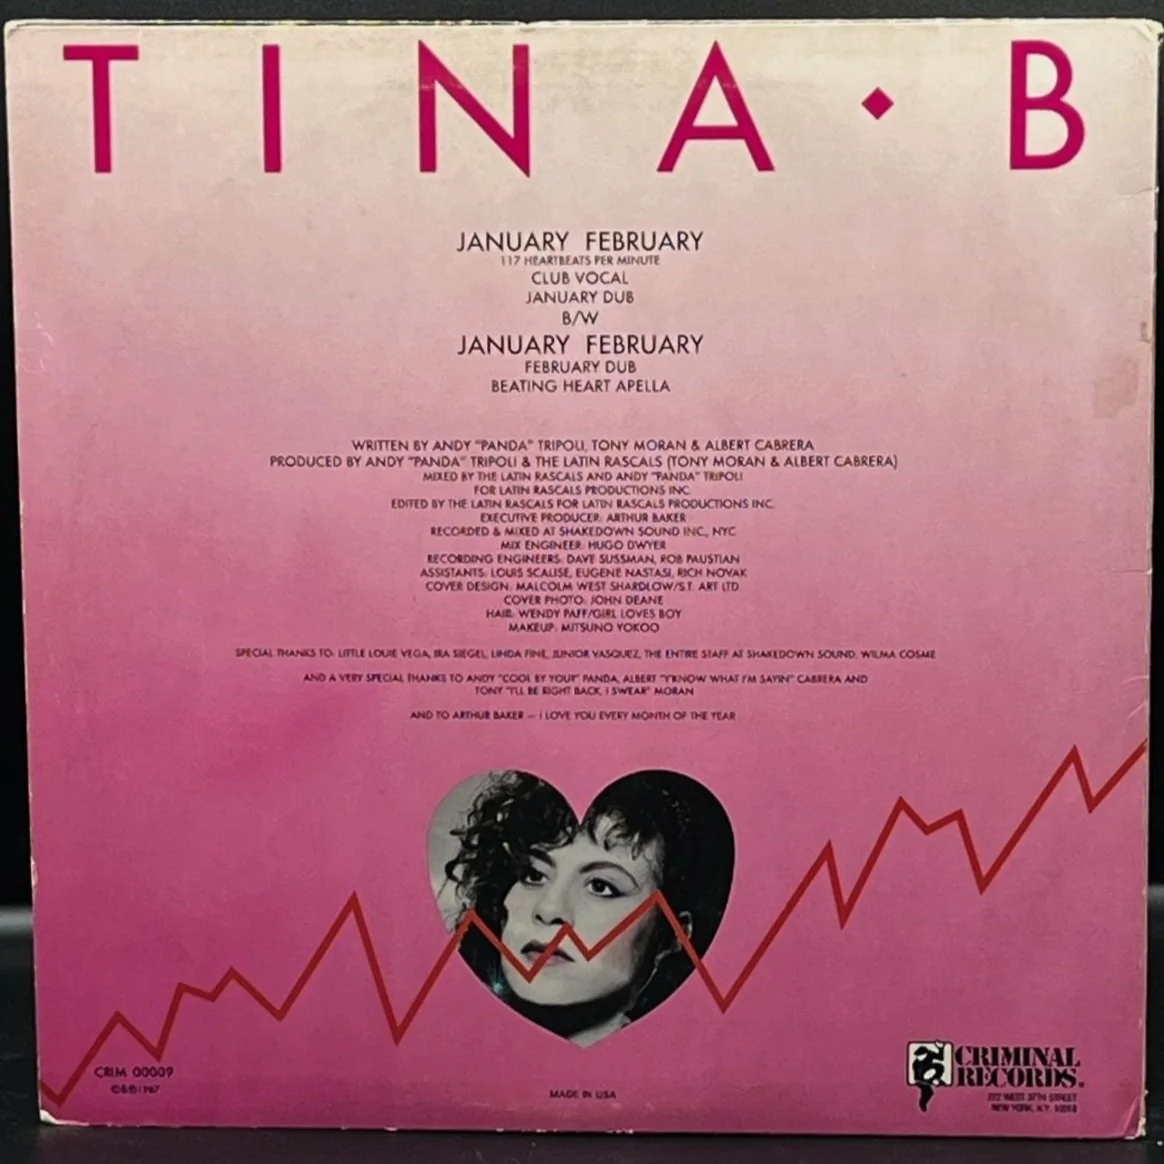 TINA · B
JANUARY FEBRUARY
117 HEARTBEATS PER MINUTE
CLUB VOCAL
JANUARY DUB
B/W
JANUARY FEBRUARY
FEBRUARY DUB
BEATING HEART APELLA
WRITTEN BY ANDY "PANDA" TRIPOLI, TONY MORAN & ALBERT CABRERA
PRODUCED BY ANDY "PANDA" TRIPOLI & THE LATIN RASCALS (TONY MORAN & ALBERT CABRERA)
MIXED BY THE LATIN RASCALS AND ANDY "PANDA" TRIPOLI
FOR LATIN RASCALS PRODUCTIONS INC.
EDITED BY THE LATIN RASCALS FOR LATIN RASCALS PRODUCTIONS INC.
EXECUTIVE PRODUCER: ARTHUR BAKER
RECORDED & MIXED AT SHAKEDOWN SOUND INC., NYC
MIX ENGINEER: HUGO DWYER
RECORDING ENGINEERS: DAVE SUSSMAN, ROB PAUSTIAN
ASSISTANTS: LOUIS SCALISE, EUGENE NASTASI, RICH NOVAK
COVER DESIGN: MALCOLM WEST SHARDLOW/S.T. ART LTD.
COVER PHOTO: JOHN DEANE
HAIR: WENDY PAFF/GIRL LOVES BOY
MAKEUP: MITSUNO YOKOO
SPECIAL THANKS TO: LITTLE LOUIE VEGA, IRA SIEGEL, LINDA FINE, JUNIOR VASQUEZ, THE ENTIRE STAFF AT SHAKEDOWN SOUND, WILMA COSME
AND A VERY SPECIAL THANKS TO ANDY "COOL BY YOU?" PANDA, ALBERT "Y'KNOW WHAT I'M SAYIN'" CABRERA AND
TONY "I'LL BE RIGHT BACK, I SWEAR" MORAN
AND TO ARTHUR BAKER — I LOVE YOU EVERY MONTH OF THE YEAR
CRIM 00009
©&℗1987
MADE IN USA
CRIMINAL
RECORDS.
WEST 37TH STREET
NEW YORK, N.Y. 10018